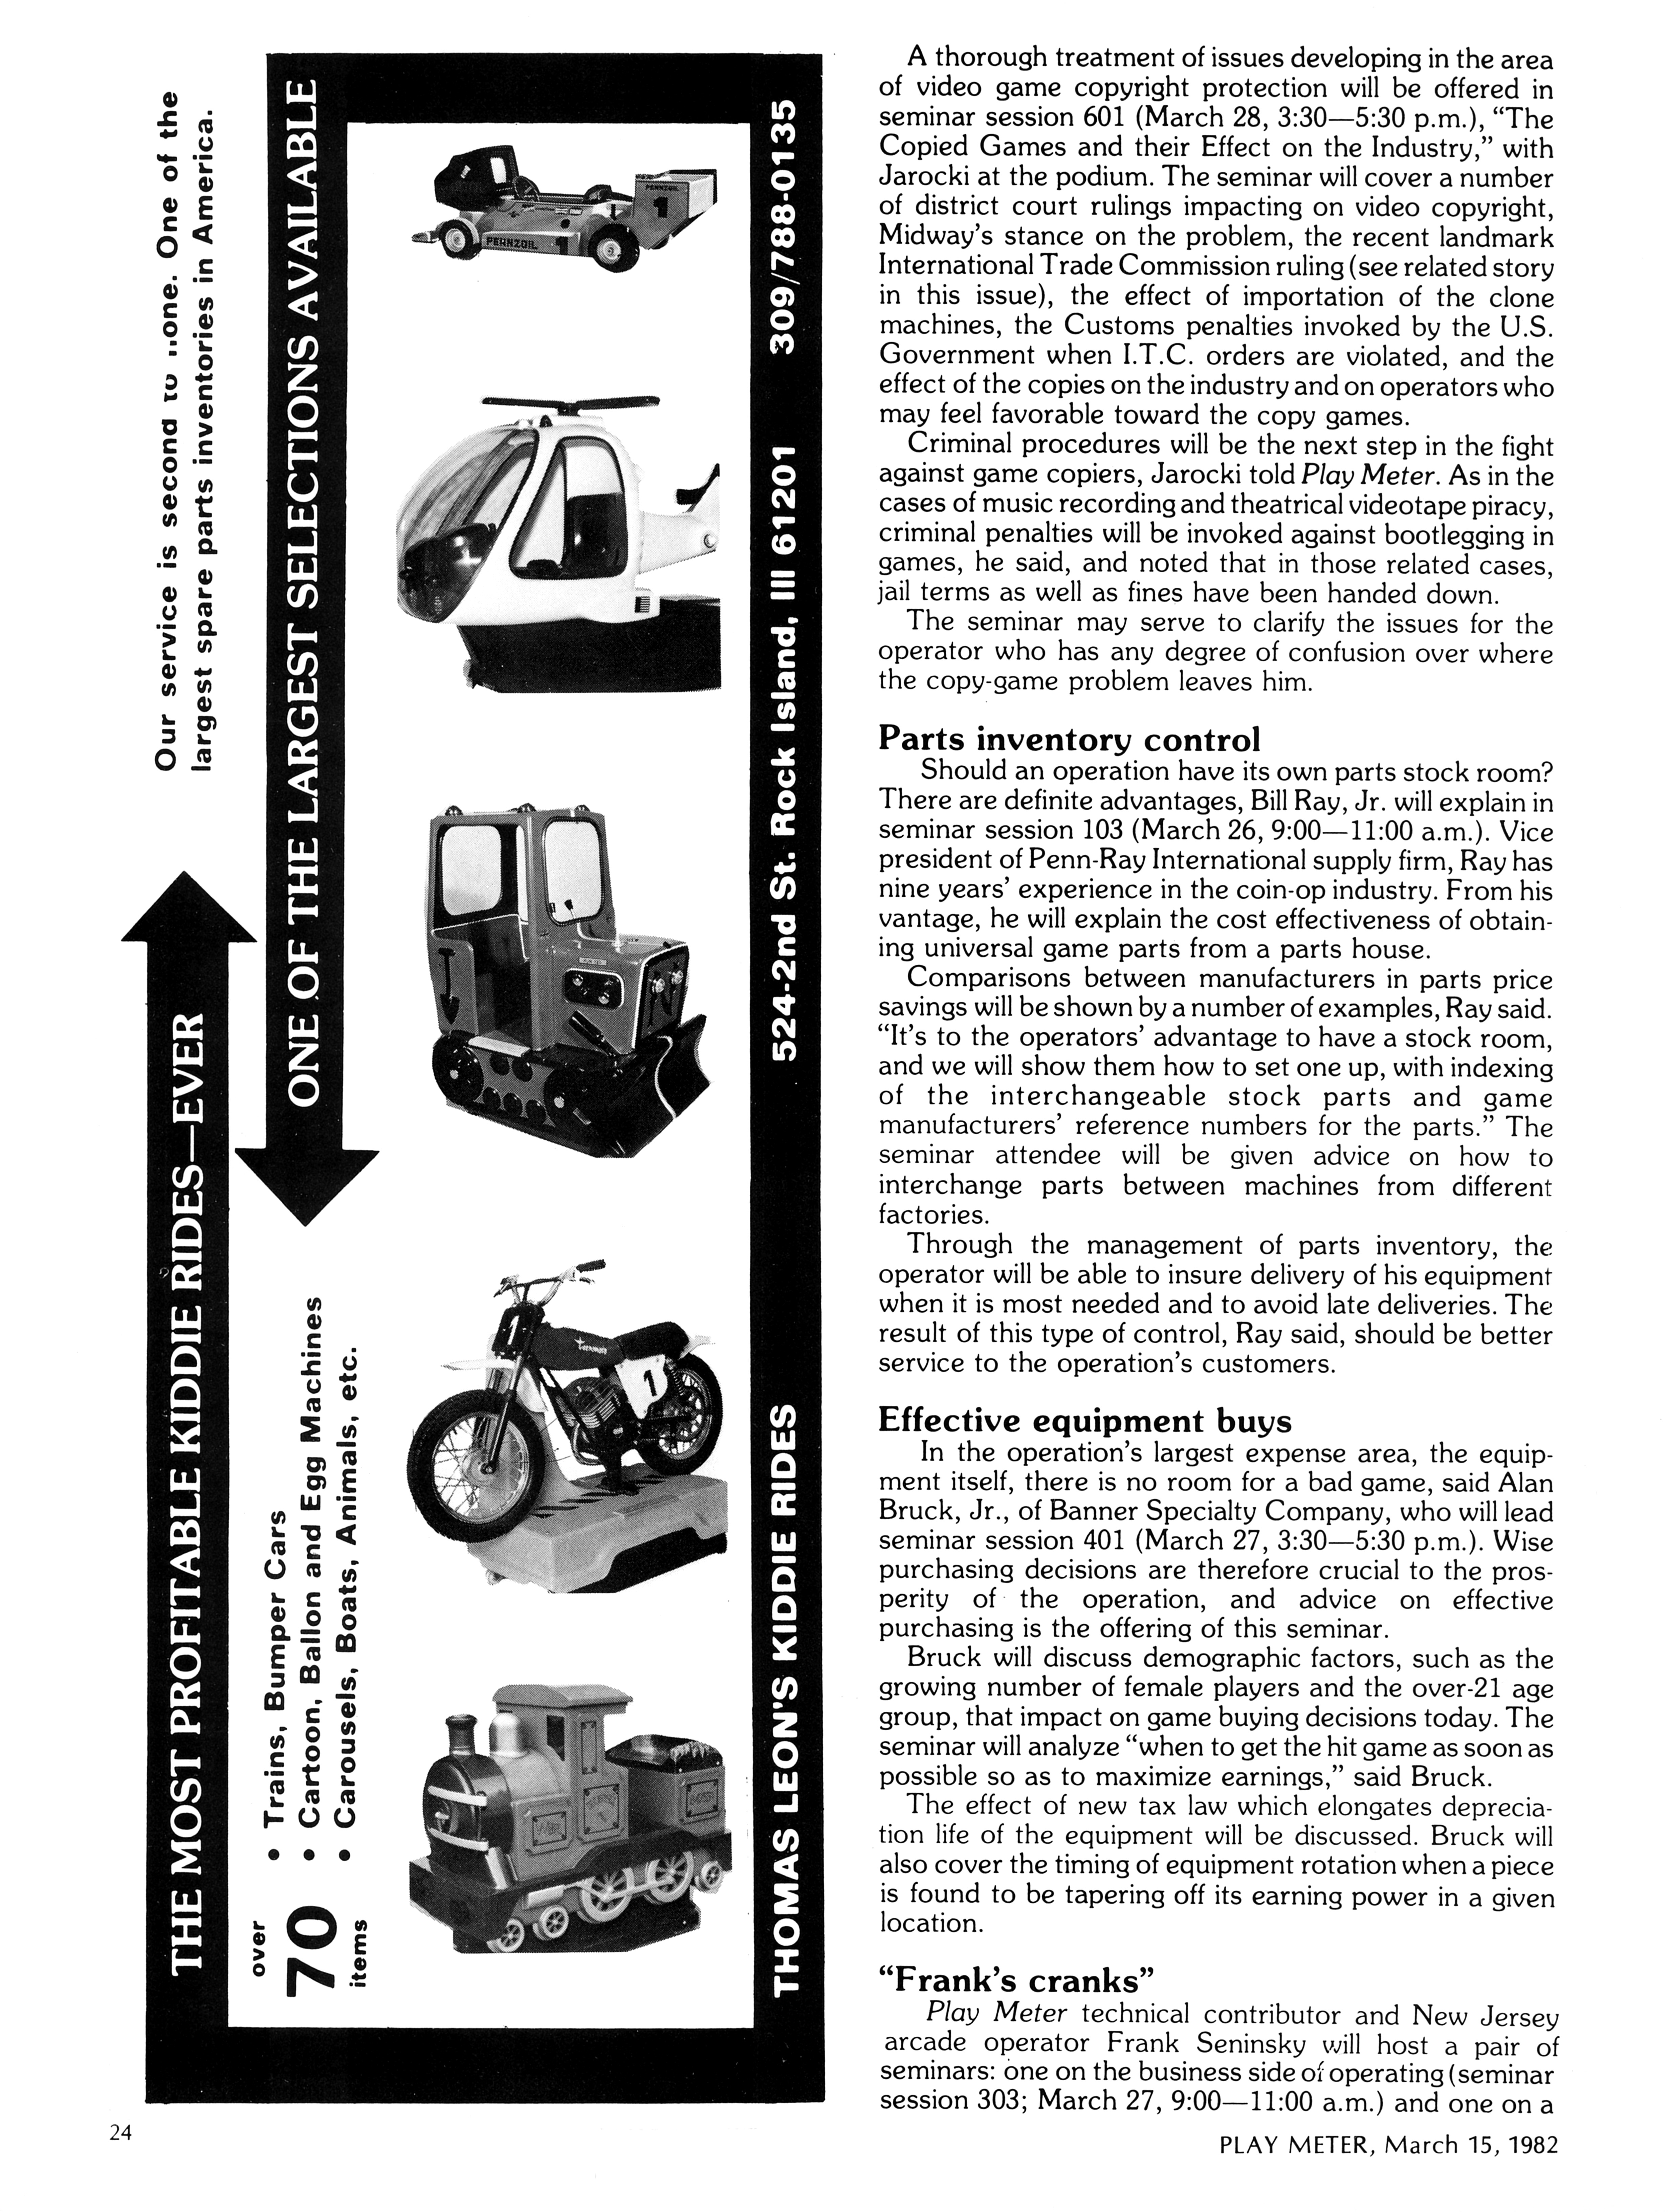 Our service is second to none. One of the
largest spare parts inventories in America.
THE MOST PROFITABLE KIDDIE RIDES—EVER
ONE OF THE LARGEST SELECTIONS AVAILABLE
over
70
items
• Trains, Bumper Cars
• Cartoon, Ballon and Egg Machines
• Carousels, Boats, Animals, etc.
PENNZOIL
1
PENNZOIL
1
1
THOMAS LEON'S KIDDIE RIDES 524-2nd St. Rock Island, Ill 61201 309/788-0135
A thorough treatment of issues developing in the area
of video game copyright protection will be offered in
seminar session 601 (March 28, 3:30—5:30 p.m.), “The
Copied Games and their Effect on the Industry,” with
Jarocki at the podium. The seminar will cover a number
of district court rulings impacting on video copyright,
Midway’s stance on the problem, the recent landmark
International Trade Commission ruling (see related story
in this issue), the effect of importation of the clone
machines, the Customs penalties invoked by the U.S.
Government when I.T.C. orders are violated, and the
effect of the copies on the industry and on operators who
may feel favorable toward the copy games.
Criminal procedures will be the next step in the fight
against game copiers, Jarocki told Play Meter. As in the
cases of music recording and theatrical videotape piracy,
criminal penalties will be invoked against bootlegging in
games, he said, and noted that in those related cases,
jail terms as well as fines have been handed down.
The seminar may serve to clarify the issues for the
operator who has any degree of confusion over where
the copy-game problem leaves him.
Parts inventory control
Should an operation have its own parts stock room?
There are definite advantages, Bill Ray, Jr. will explain in
seminar session 103 (March 26, 9:00—11:00 a.m.). Vice
president of Penn-Ray International supply firm, Ray has
nine years’ experience in the coin-op industry. From his
vantage, he will explain the cost effectiveness of obtain-
ing universal game parts from a parts house.
Comparisons between manufacturers in parts price
savings will be shown by a number of examples, Ray said.
“It’s to the operators’ advantage to have a stock room,
and we will show them how to set one up, with indexing
of the interchangeable stock parts and game
manufacturers’ reference numbers for the parts.” The
seminar attendee will be given advice on how to
interchange parts between machines from different
factories.
Through the management of parts inventory, the
operator will be able to insure delivery of his equipment
when it is most needed and to avoid late deliveries. The
result of this type of control, Ray said, should be better
service to the operation’s customers.
Effective equipment buys
In the operation’s largest expense area, the equip-
ment itself, there is no room for a bad game, said Alan
Bruck, Jr., of Banner Specialty Company, who will lead
seminar session 401 (March 27, 3:30—5:30 p.m.). Wise
purchasing decisions are therefore crucial to the pros-
perity of the operation, and advice on effective
purchasing is the offering of this seminar.
Bruck will discuss demographic factors, such as the
growing number of female players and the over-21 age
group, that impact on game buying decisions today. The
seminar will analyze “when to get the hit game as soon as
possible so as to maximize earnings,” said Bruck.
The effect of new tax law which elongates deprecia-
tion life of the equipment will be discussed. Bruck will
also cover the timing of equipment rotation when a piece
is found to be tapering off its earning power in a given
location.
“Frank’s cranks”
Play Meter technical contributor and New Jersey
arcade operator Frank Seninsky will host a pair of
seminars: one on the business side of operating (seminar
session 303; March 27, 9:00—11:00 a.m.) and one on a
24
PLAY METER, March 15, 1982